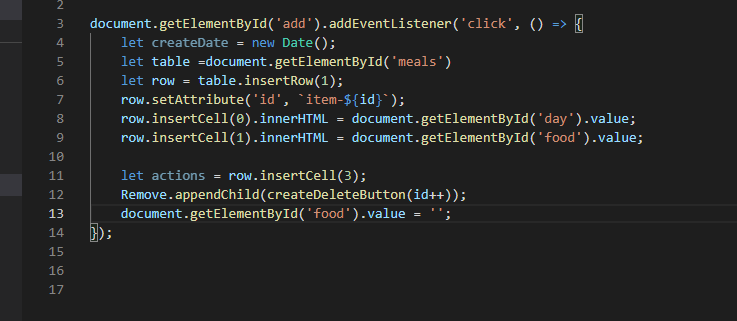 2
3 document.getElementById('add').addEventListener('click', () => {
4 let createDate = new Date();
5 let table =document.getElementById('meals')
6 let row = table.insertRow(1);
7 row.setAttribute('id', `item-${id}`);
8 row.insertCell(0).innerHTML = document.getElementById('day').value;
9 row.insertCell(1).innerHTML = document.getElementById('food').value;
10
11 let actions = row.insertCell(3);
12 Remove.appendChild(createDeleteButton(id++));
13 document.getElementById('food').value = '';
14 });
15
16
17